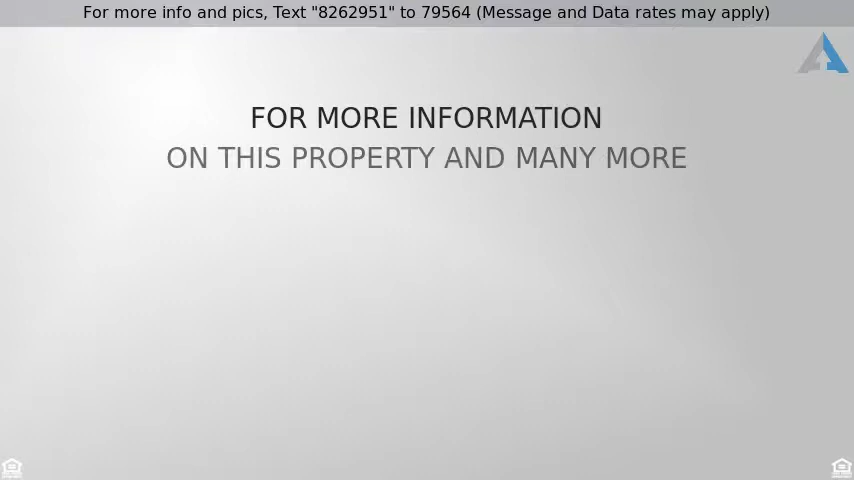 For more info and pics, Text "8262951" to 79564 (Message and Data rates may apply)
FOR MORE INFORMATION
ON THIS PROPERTY AND MANY MORE